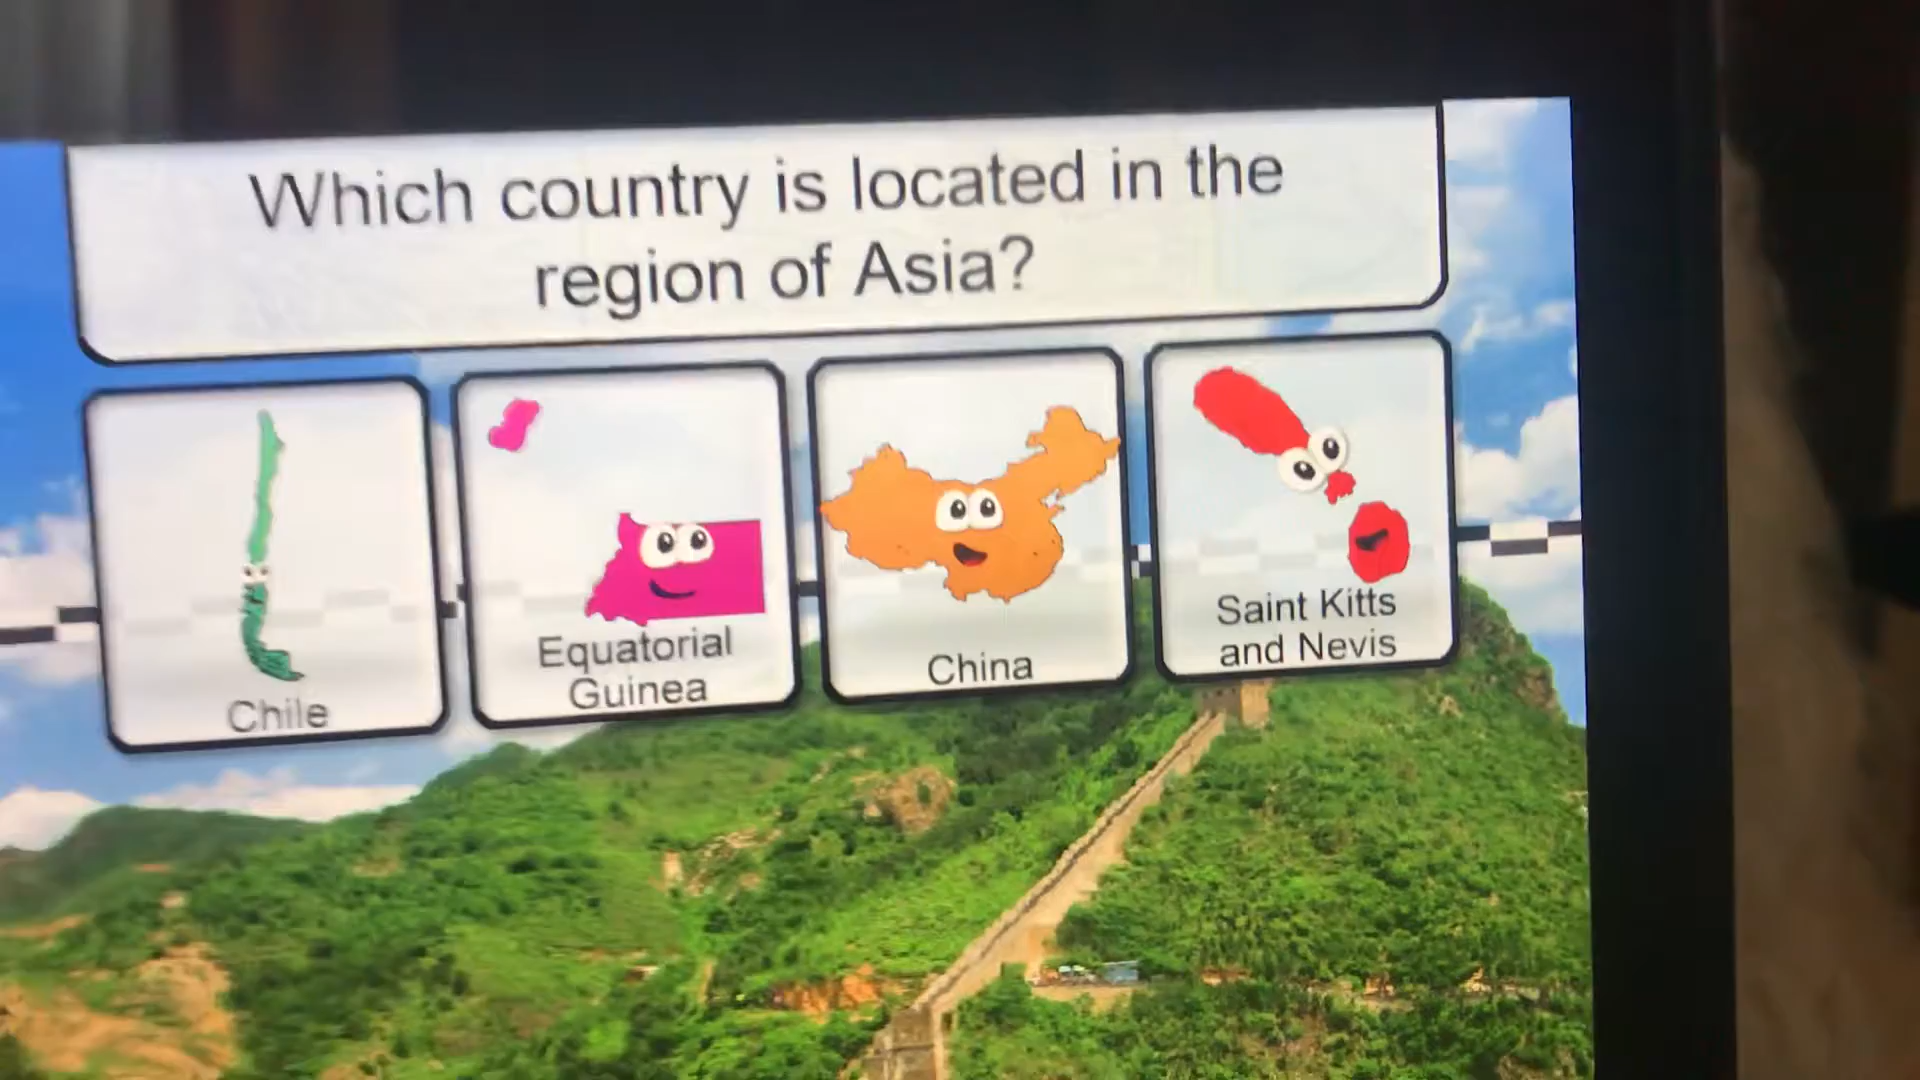 Which country is located in the
region of Asia?
Chile
Equatorial
Guinea
China
Saint Kitts
and Nevis